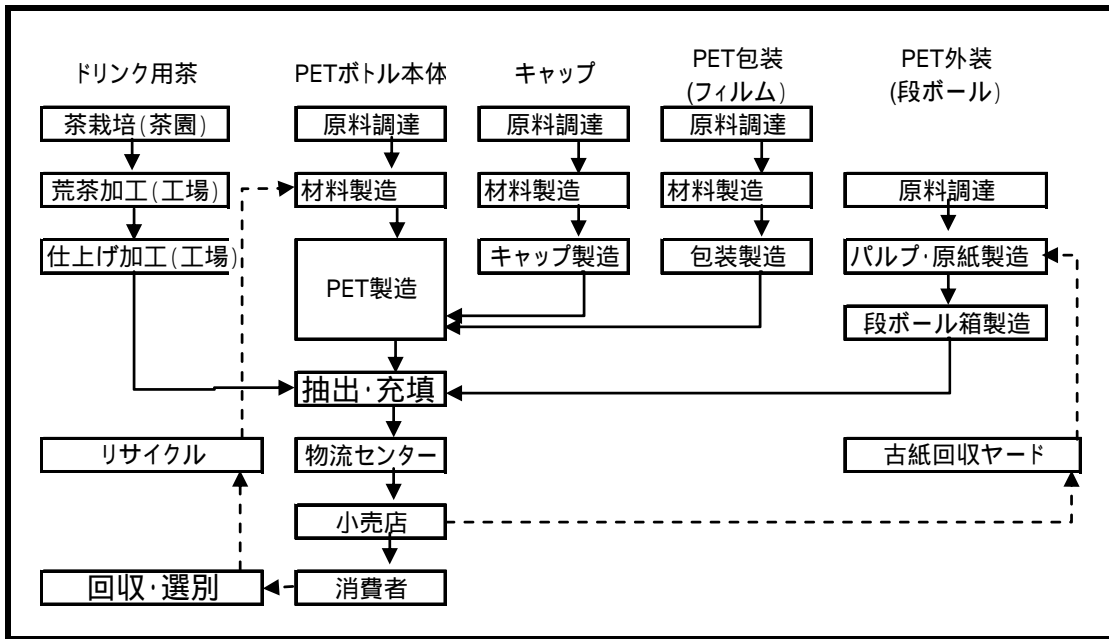 ドリンク用茶
PETボトル本体
キャップ
PET包装
(フィルム)
PET外装
(段ボール)
茶栽培(茶園)
原料調達
原料調達
原料調達
荒茶加工(工場)
材料製造
材料製造
材料製造
原料調達
仕上げ加工(工場)
PET製造
キャップ製造
包装製造
パルプ・原紙製造
段ボール箱製造
抽出・充填
リサイクル
物流センター
古紙回収ヤード
小売店
回収・選別
消費者